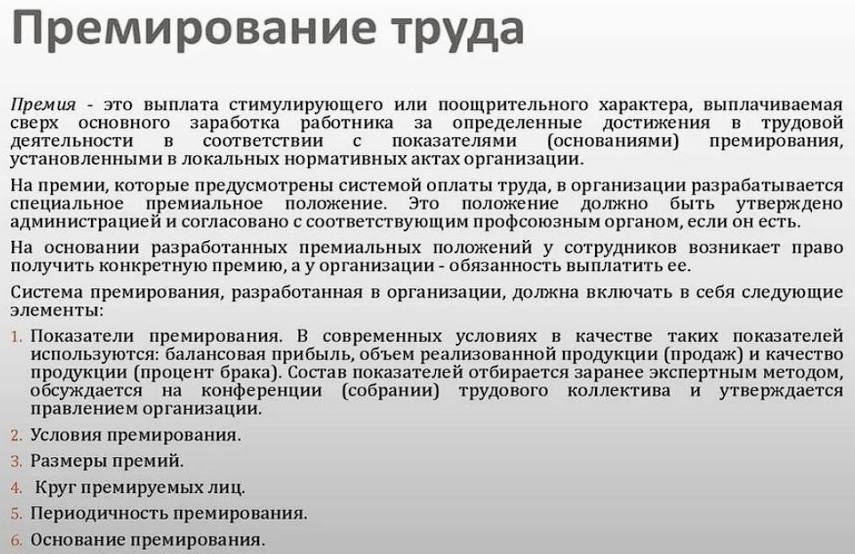 Премирование труда
Премия - это выплата стимулирующего или поощрительного характера, выплачиваемая
сверх основного заработка работника за определенные достижения в трудовой
деятельности в соответствии с показателями (основаниями) премирования,
установленными в локальных нормативных актах организации.
На премии, которые предусмотрены системой оплаты труда, в организации разрабатывается
специальное премиальное положение. Это положение должно быть утверждено
администрацией и согласовано с соответствующим профсоюзным органом, если он есть.
На основании разработанных премиальных положений у сотрудников возникает право
получить конкретную премию, а у организации - обязанность выплатить ее.
Система премирования, разработанная в организации, должна включать в себя следующие
элементы:
1. Показатели премирования. В современных условиях в качестве таких показателей
используются: балансовая прибыль, объем реализованной продукции (продаж) и качество
продукции (процент брака). Состав показателей отбирается заранее экспертным методом,
обсуждается на конференции (собрании) трудового коллектива и утверждается
правлением организации.
2. Условия премирования.
3. Размеры премий.
4. Круг премируемых лиц.
5. Периодичность премирования.
6. Основание премирования.